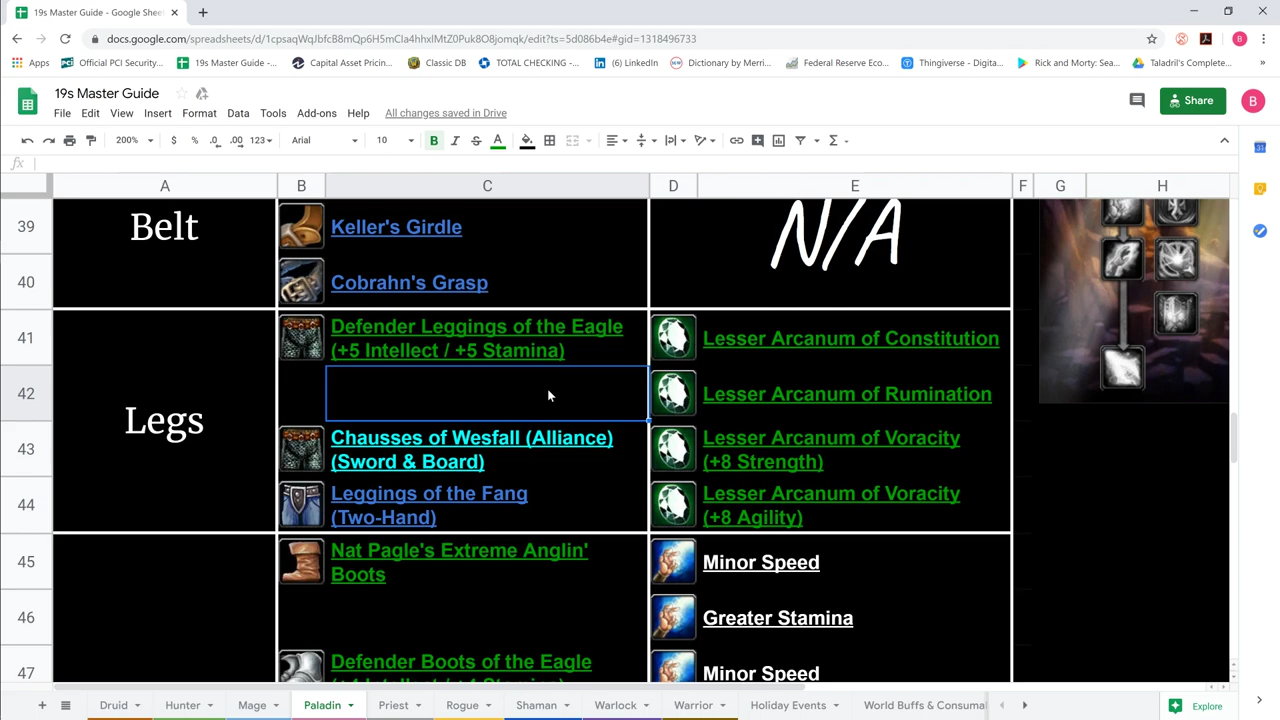 19s Master Guide - Google Sheet
docs.google.com/spreadsheets/d/1cpsaqWqJbfcB8mQp6H5mCla4hhxlMtZ0Puk8O8jomqk/edit?ts=5d086b4e#gid=1318496733
Apps Official PCI Security... 19s Master Guide -... Capital Asset Pricin... Classic DB TOTAL CHECKING -... (6) LinkedIn Dictionary by Merri... Federal Reserve Eco... Thingiverse - Digita... Rick and Morty: Sea... Taladril's Complete... »
19s Master Guide
File Edit View Insert Format Data Tools Add-ons Help All changes saved in Drive
Share
B
200% $ % .0 .00 123 Arial 10 B I S A Σ
fx
A B C D E F G H
39 Belt Keller's Girdle N/A
40 Cobrahn's Grasp
41 Defender Leggings of the Eagle
(+5 Intellect / +5 Stamina) Lesser Arcanum of Constitution
42 Legs Lesser Arcanum of Rumination
43 Chausses of Wesfall (Alliance)
(Sword & Board) Lesser Arcanum of Voracity
(+8 Strength)
44 Leggings of the Fang
(Two-Hand) Lesser Arcanum of Voracity
(+8 Agility)
45 Nat Pagle's Extreme Anglin'
Boots Minor Speed
46 Greater Stamina
47 Defender Boots of the Eagle
Minor Speed
+ Druid Hunter Mage Paladin Priest Rogue Shaman Warlock Warrior Holiday Events World Buffs & Consuma Explore